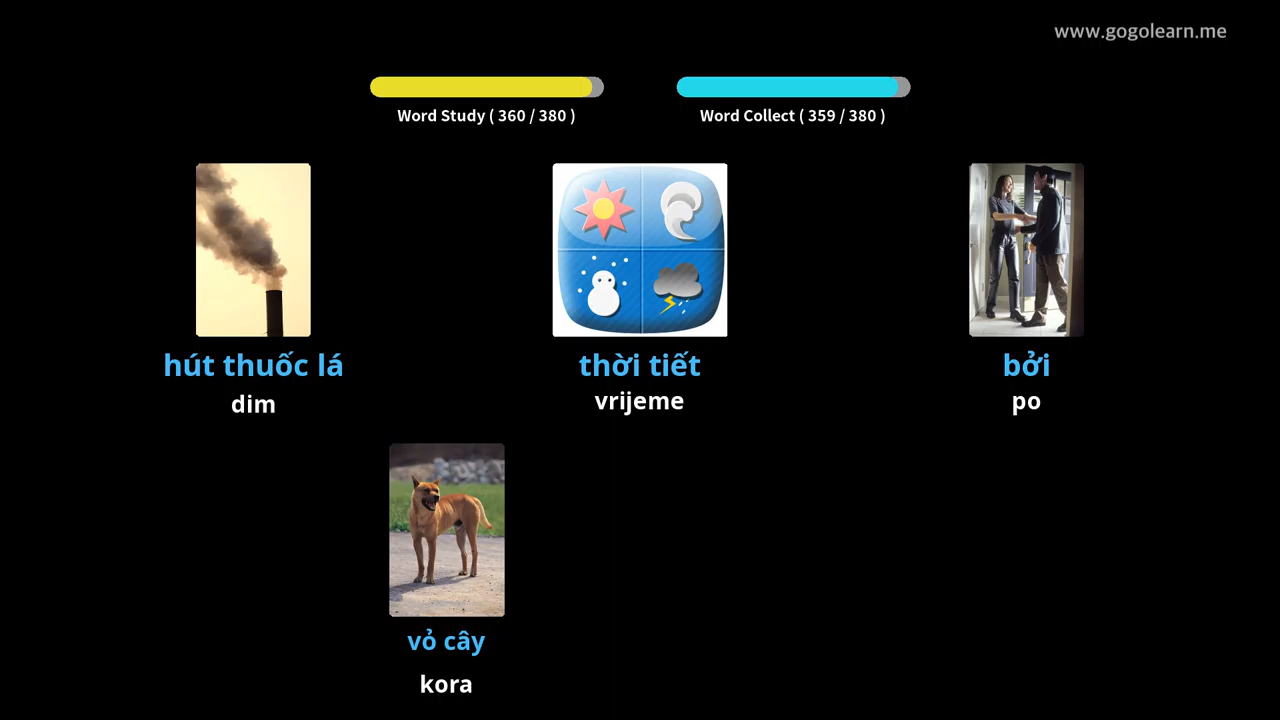 www.gogolearn.me
Word Study ( 360 / 380 )
Word Collect ( 359 / 380 )
hút thuốc lá
dim
thời tiết
vrijeme
bởi
po
vỏ cây
kora